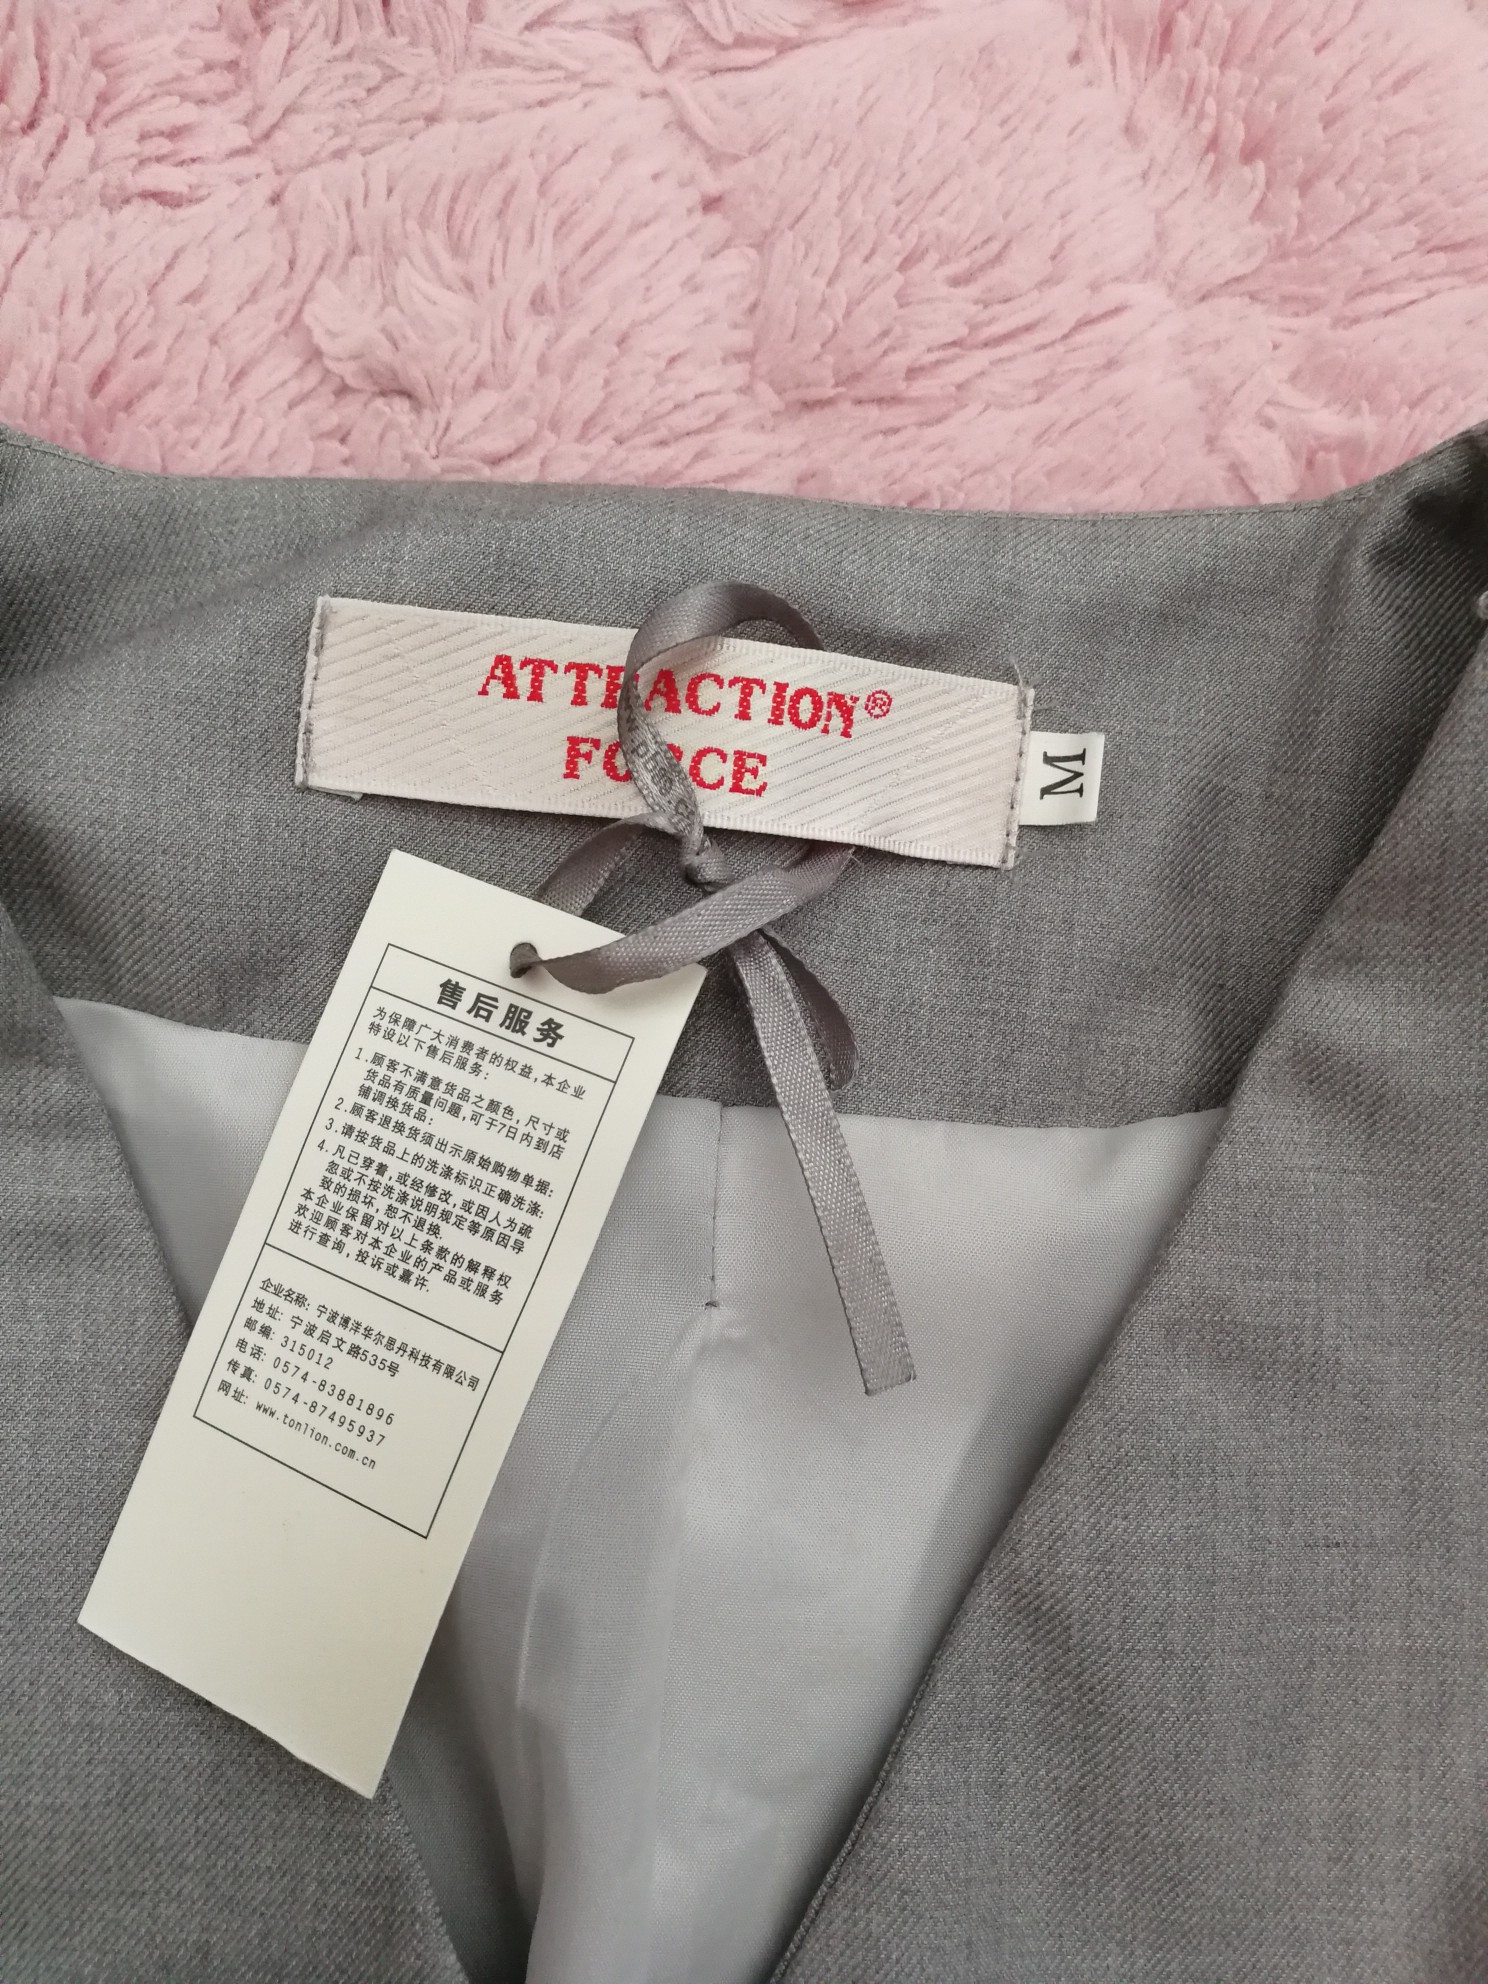 ATTRACTION®
FORCE
M
售后服务
为保障广大消费者的权益,本企业
特设以下售后服务:
1.顾客不满意货品之颜色,尺寸或
货品有质量问题,可于7日内到店
铺调换货品:
2.顾客退换货须出示原始购物单据:
3.请按货品上的洗涤标识正确洗涤:
4.凡已穿着,或经修改,或因人为疏
忽或不按洗涤说明规定等原因导
致的损坏,恕不退换.
本企业保留对以上条款的解释权
欢迎顾客对本企业的产品或服务
进行查询,投诉或嘉许.
企业名称: 宁波博洋华尔思丹科技有限公司
地址: 宁波启文路535号
邮编: 315012
电话: 0574-83881896
传真: 0574-87495937
网址: www.tonlion.com.cn